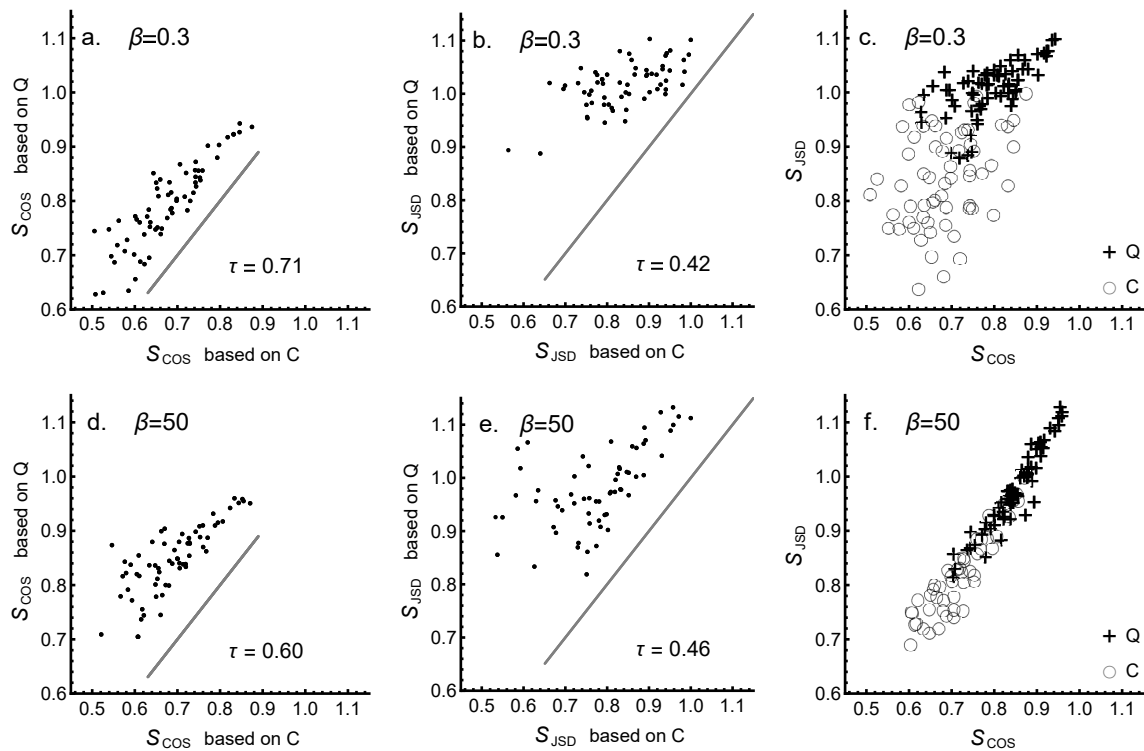 a. β=0.3
1.1
1.0
0.9
0.8
0.7
0.6
S_COS based on Q
τ = 0.71
0.5 0.6 0.7 0.8 0.9 1.0 1.1
S_COS based on C
b. β=0.3
1.1
1.0
0.9
0.8
0.7
0.6
S_JSD based on Q
τ = 0.42
0.5 0.6 0.7 0.8 0.9 1.0 1.1
S_JSD based on C
c. β=0.3
1.1
1.0
0.9
0.8
0.7
0.6
S_JSD
Q
C
0.5 0.6 0.7 0.8 0.9 1.0 1.1
S_COS
d. β=50
1.1
1.0
0.9
0.8
0.7
0.6
S_COS based on Q
τ = 0.60
0.5 0.6 0.7 0.8 0.9 1.0 1.1
S_COS based on C
e. β=50
1.1
1.0
0.9
0.8
0.7
0.6
S_JSD based on Q
τ = 0.46
0.5 0.6 0.7 0.8 0.9 1.0 1.1
S_JSD based on C
f. β=50
1.1
1.0
0.9
0.8
0.7
0.6
S_JSD
Q
C
0.5 0.6 0.7 0.8 0.9 1.0 1.1
S_COS